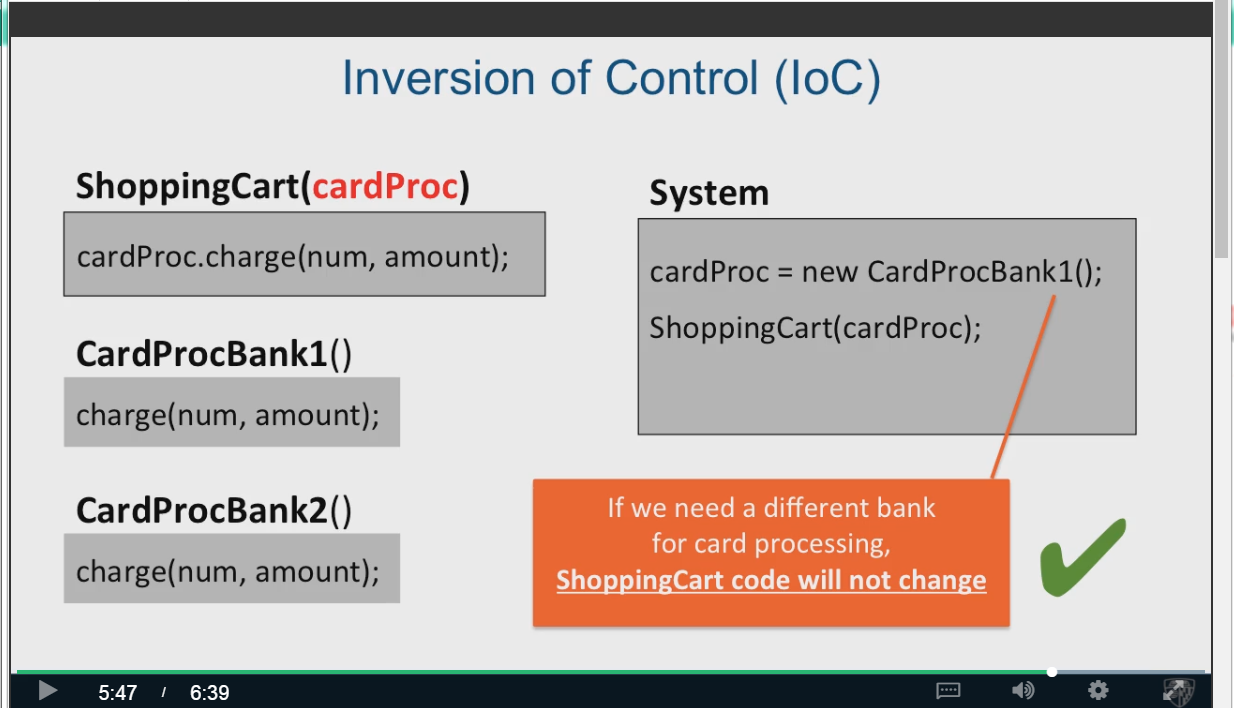 Inversion of Control (IoC)
ShoppingCart(cardProc)
cardProc.charge(num, amount);
CardProcBank1()
charge(num, amount);
CardProcBank2()
charge(num, amount);
System
cardProc = new CardProcBank1();
ShoppingCart(cardProc);
If we need a different bank
for card processing,
ShoppingCart code will not change
5:47 / 6:39